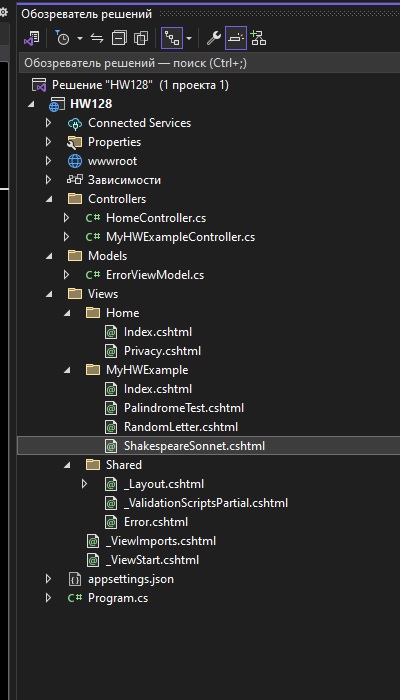 Обозреватель решений
Обозреватель решений — поиск (Ctrl+;)
Решение "HW128" (1 проекта 1)
HW128
Connected Services
Properties
wwwroot
Зависимости
Controllers
C# HomeController.cs
C# MyHWExampleController.cs
Models
C# ErrorViewModel.cs
Views
Home
Index.cshtml
Privacy.cshtml
MyHWExample
Index.cshtml
PalindromeTest.cshtml
RandomLetter.cshtml
ShakespeareSonnet.cshtml
Shared
_Layout.cshtml
_ValidationScriptsPartial.cshtml
Error.cshtml
_ViewImports.cshtml
_ViewStart.cshtml
appsettings.json
C# Program.cs